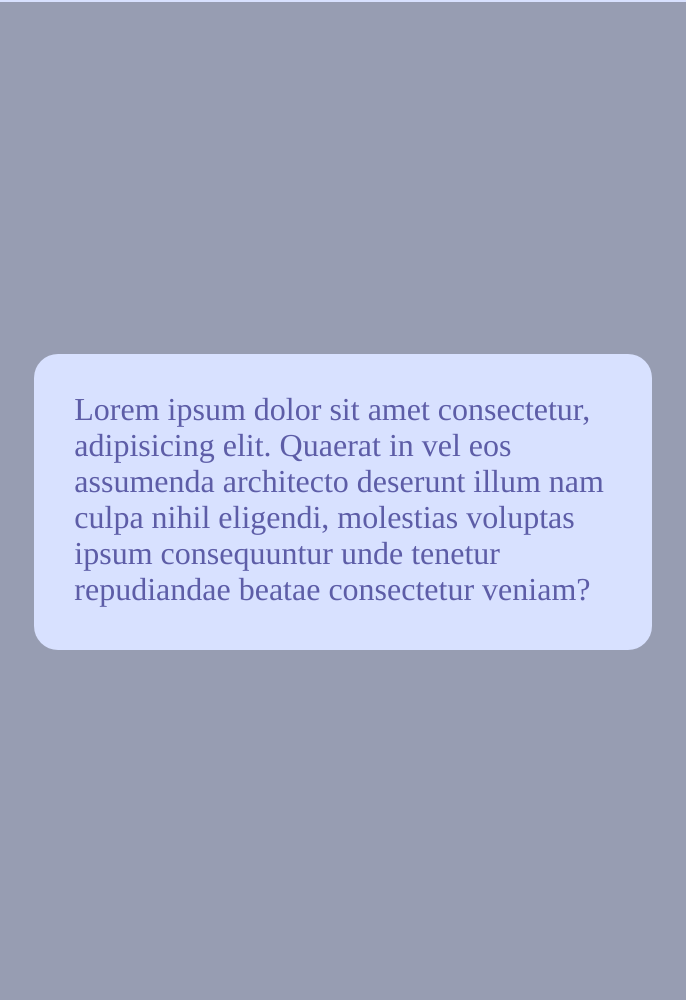 Lorem ipsum dolor sit amet consectetur,
adipisicing elit. Quaerat in vel eos
assumenda architecto deserunt illum nam
culpa nihil eligendi, molestias voluptas
ipsum consequuntur unde tenetur
repudiandae beatae consectetur veniam?